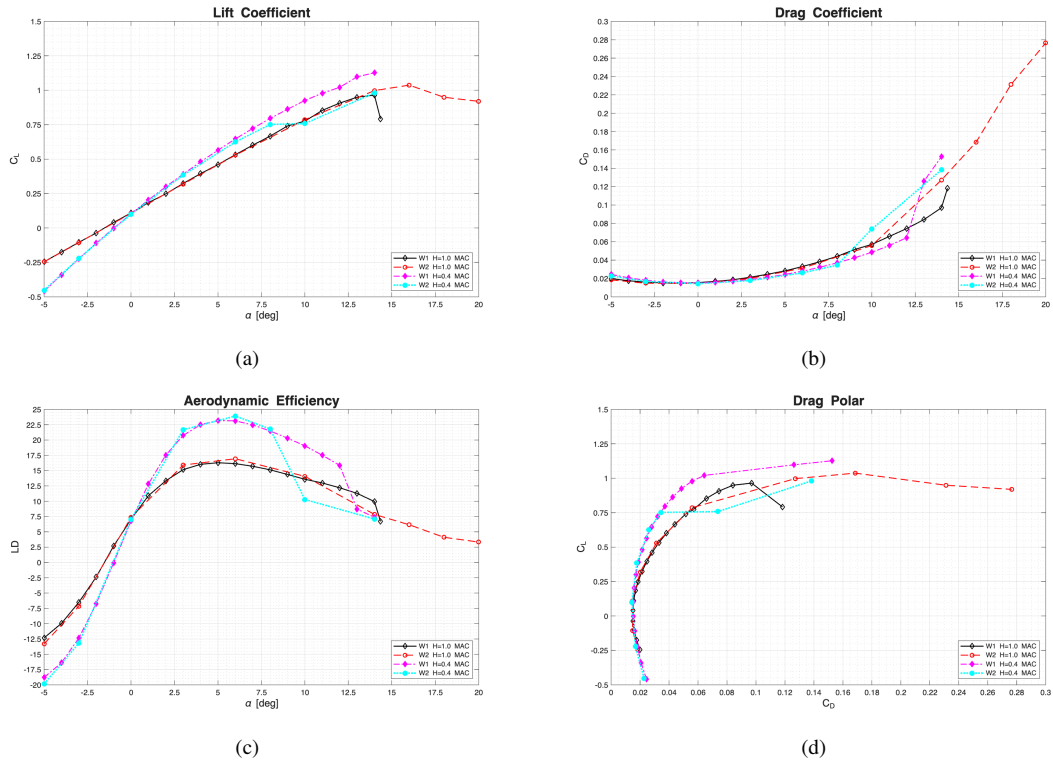 Lift Coefficient
1.5
1.25
1
0.75
0.5
0.25
0
-0.25
-0.5
C_L
-5 -2.5 0 2.5 5 7.5 10 12.5 15 17.5 20
α [deg]
W1 H=1.0 MAC
W2 H=1.0 MAC
W1 H=0.4 MAC
W2 H=0.4 MAC
(a)
Drag Coefficient
0.3
0.28
0.26
0.24
0.22
0.2
0.18
0.16
0.14
0.12
0.1
0.08
0.06
0.04
0.02
0
C_D
-5 -2.5 0 2.5 5 7.5 10 12.5 15 17.5 20
α [deg]
W1 H=1.0 MAC
W2 H=1.0 MAC
W1 H=0.4 MAC
W2 H=0.4 MAC
(b)
Aerodynamic Efficiency
25
22.5
20
17.5
15
12.5
10
7.5
5
2.5
0
-2.5
-5
-7.5
-10
-12.5
-15
-17.5
-20
LD
-5 -2.5 0 2.5 5 7.5 10 12.5 15 17.5 20
α [deg]
W1 H=1.0 MAC
W2 H=1.0 MAC
W1 H=0.4 MAC
W2 H=0.4 MAC
(c)
Drag Polar
1.5
1.25
1
0.75
0.5
0.25
0
-0.25
-0.5
C_L
0 0.02 0.04 0.06 0.08 0.1 0.12 0.14 0.16 0.18 0.2 0.22 0.24 0.26 0.28 0.3
C_D
W1 H=1.0 MAC
W2 H=1.0 MAC
W1 H=0.4 MAC
W2 H=0.4 MAC
(d)